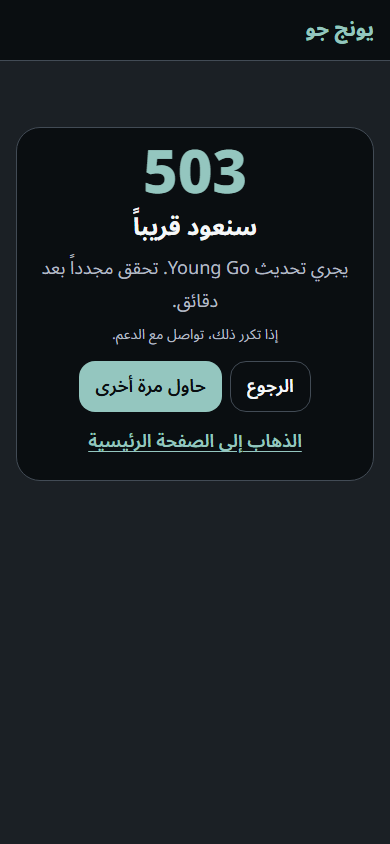 يونج جو
503
سنعود قريباً
يجري تحديث Young Go. تحقق مجدداً بعد
دقائق.
إذا تكرر ذلك، تواصل مع الدعم.
الرجوع
حاول مرة أخرى
الذهاب إلى الصفحة الرئيسية